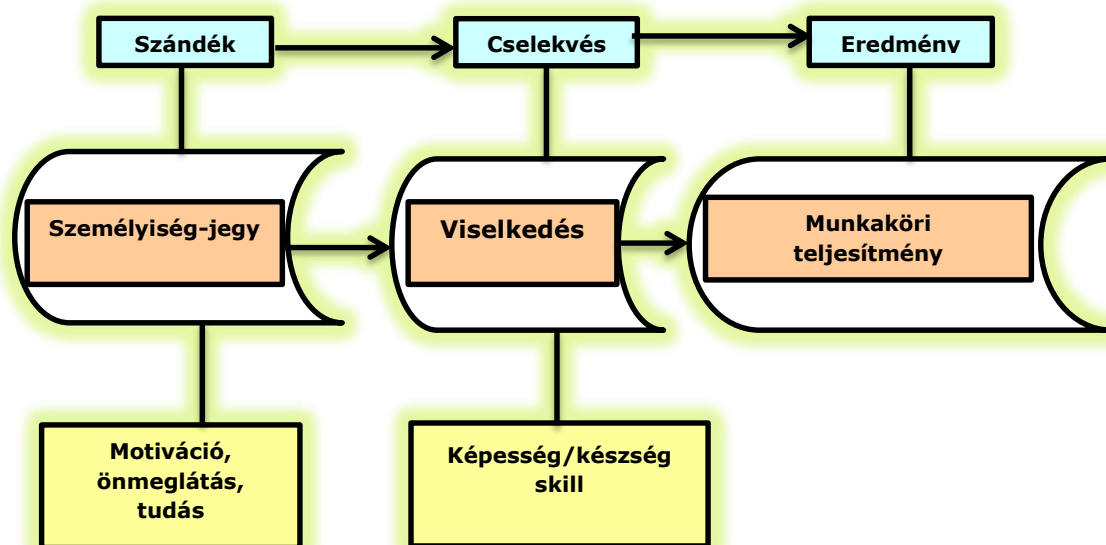 Szándék
Cselekvés
Eredmény
Személyiség-jegy
Viselkedés
Munkaköri
teljesítmény
Motiváció,
önmeglátás,
tudás
Képesség/készség
skill